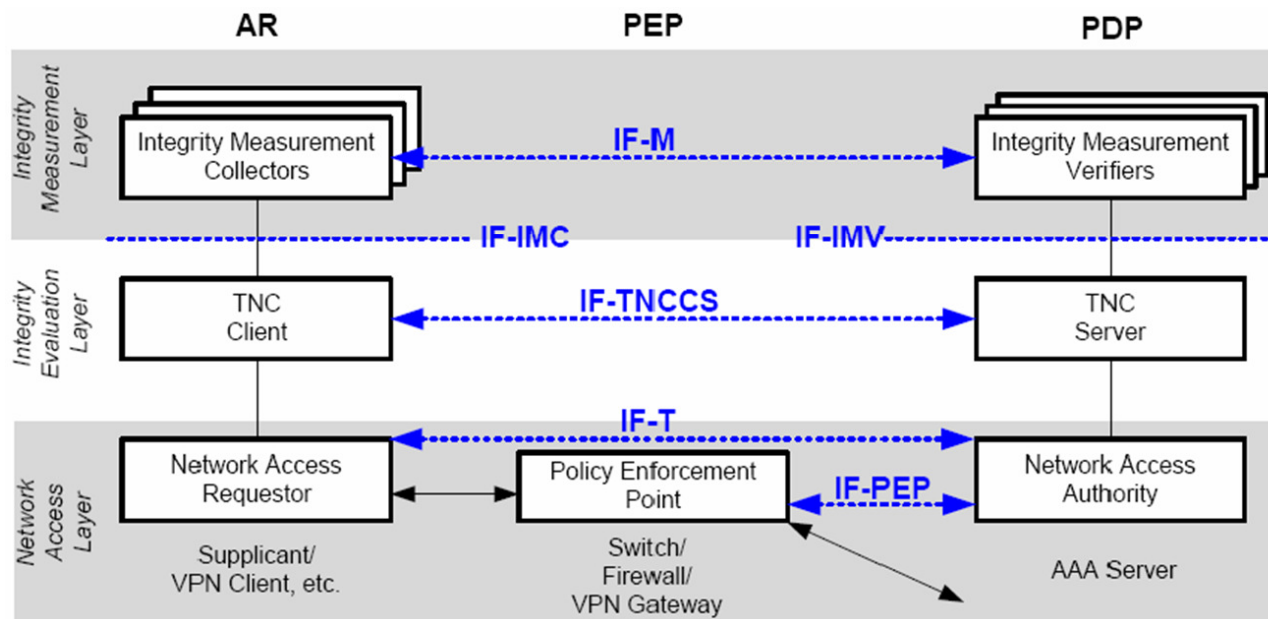 AR
PEP
PDP
Integrity
Measurement
Layer
Integrity Measurement
Collectors
IF-M
Integrity Measurement
Verifiers
IF-IMC
IF-IMV
Integrity
Evaluation
Layer
TNC
Client
IF-TNCCS
TNC
Server
Network
Access
Layer
IF-T
Network Access
Requestor
Policy Enforcement
Point
IF-PEP
Network Access
Authority
Supplicant/
VPN Client, etc.
Switch/
Firewall/
VPN Gateway
AAA Server